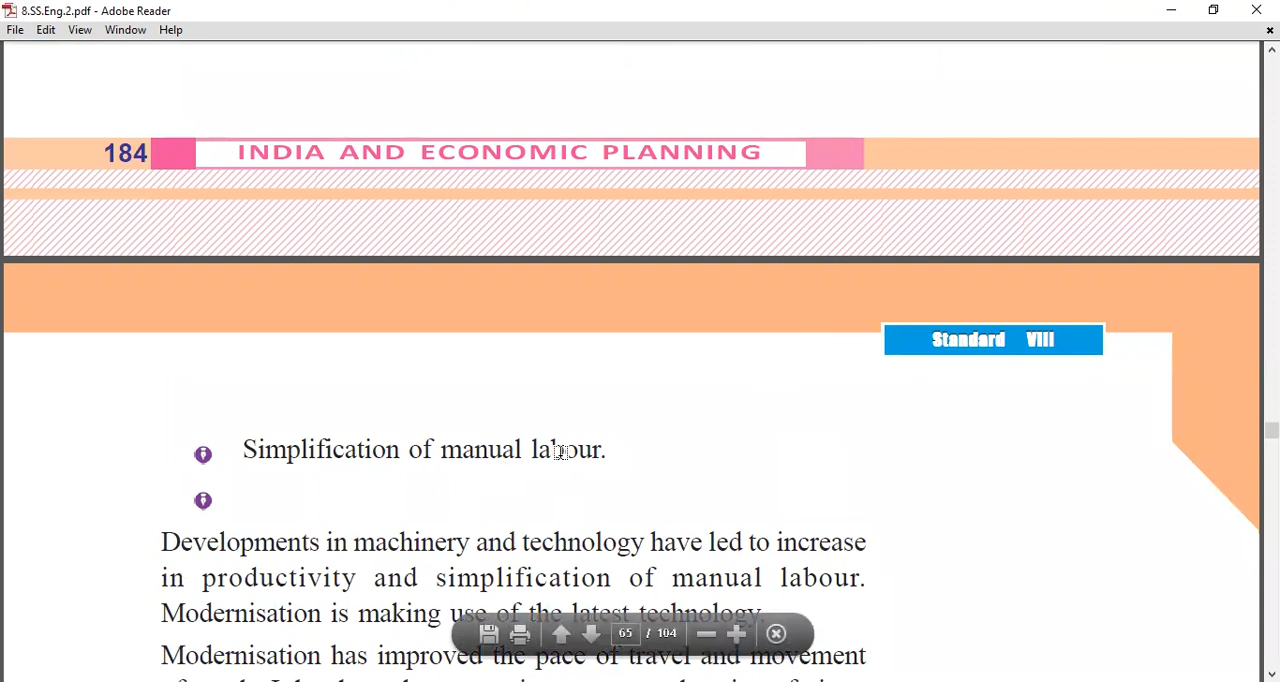 8.SS.Eng.2.pdf - Adobe Reader
File Edit View Window Help
184 INDIA AND ECONOMIC PLANNING
Standard VIII
Simplification of manual labour.
Developments in machinery and technology have led to increase
in productivity and simplification of manual labour.
Modernisation is making use of the latest technology.
65 / 104
Modernisation has improved the pace of travel and movement